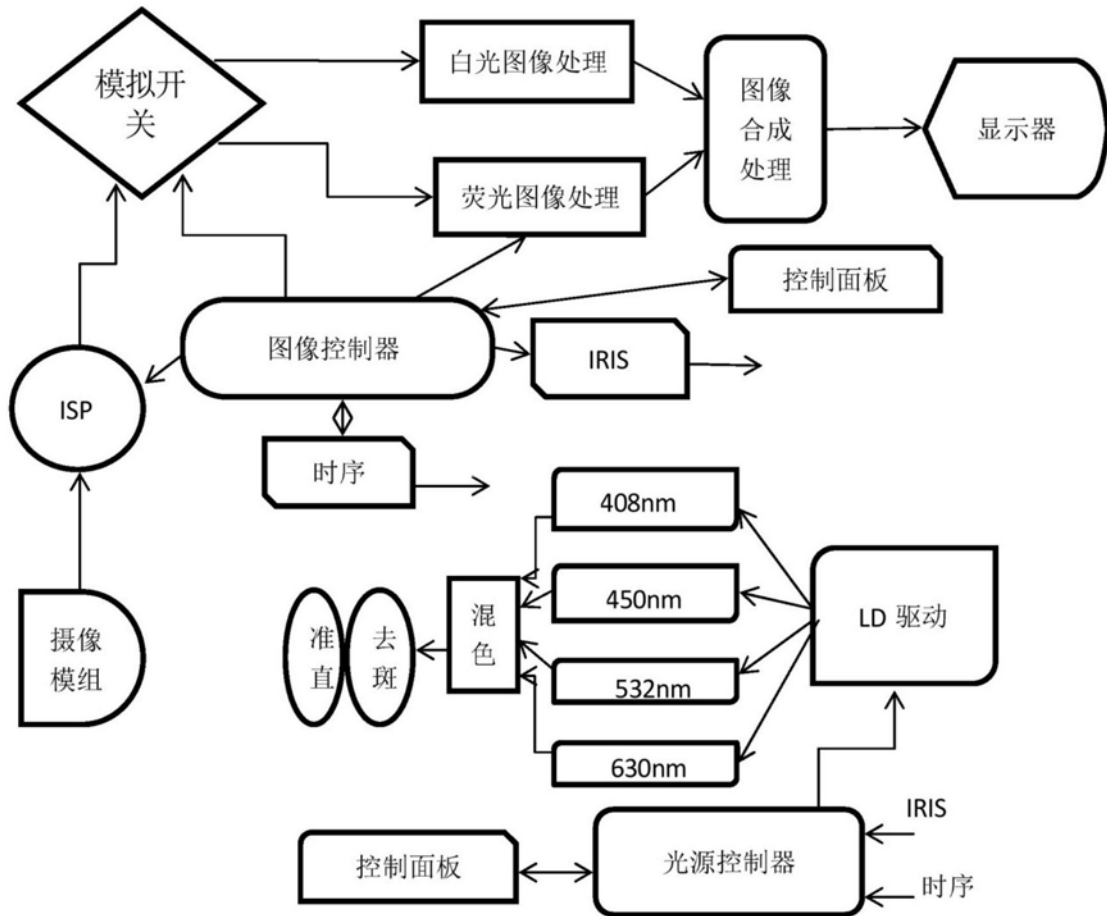 模拟开
关
白光图像处理
荧光图像处理
图像
合成
处理
显示器
控制面板
图像控制器
IRIS
ISP
时序
408nm
450nm
532nm
630nm
LD 驱动
混
色
去
斑
准
直
摄像
模组
控制面板
光源控制器
IRIS
时序